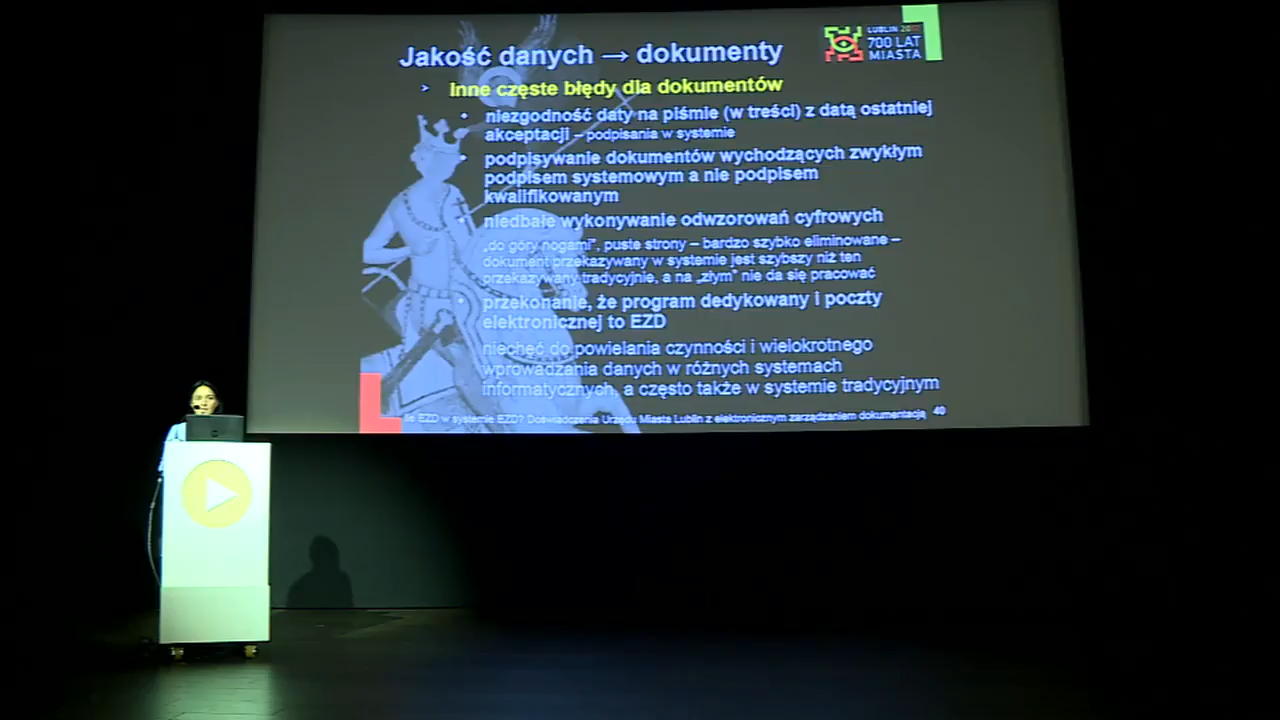 Jakość danych → dokumenty
LUBLIN
700 LAT
MIASTA
Inne częste błędy dla dokumentów
niezgodność daty na piśmie (w treści) z datą ostatniej
akceptacji – podpisania w systemie
podpisywanie dokumentów wychodzących zwykłym
podpisem systemowym a nie podpisem
kwalifikowanym
niedbałe wykonywanie odwzorowań cyfrowych
„do góry nogami”, puste strony – bardzo szybko eliminowane –
dokument przekazywany w systemie jest szybszy niż ten
przekazywany tradycyjnie, a na „złym” nie da się pracować
przekonanie, że program dedykowany i poczty
elektronicznej to EZD
niechęć do powielania czynności i wielokrotnego
wprowadzania danych w różnych systemach
informatycznych, a często także w systemie tradycyjnym
Ile EZD w systemie EZD? Doświadczenia Urzędu Miasta Lublin z elektronicznym zarządzaniem dokumentacją 40